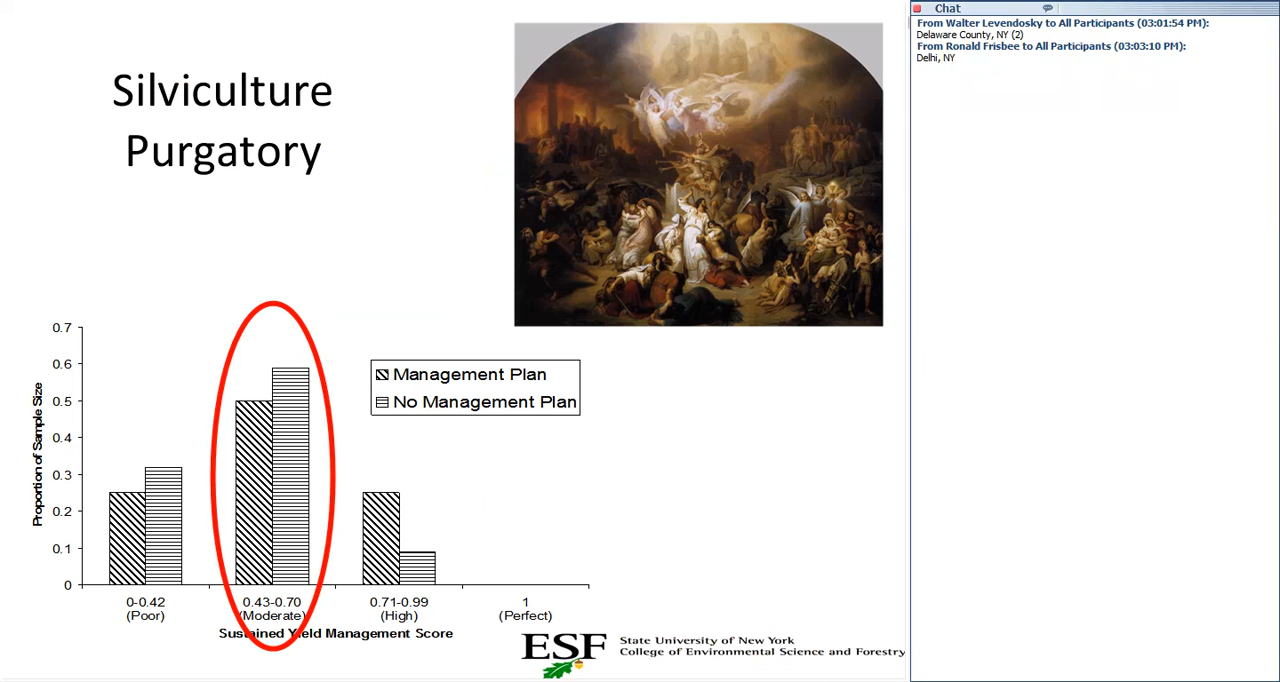 Silviculture
Purgatory
0.7
0.6
0.5
0.4
0.3
0.2
0.1
0
Proportion of Sample Size
Management Plan
No Management Plan
0-0.42
(Poor)
0.43-0.70
(Moderate)
0.71-0.99
(High)
1
(Perfect)
Sustained Yield Management Score
ESF
State University of New York
College of Environmental Science and Forestry
Chat
From Walter Levendosky to All Participants (03:01:54 PM):
Delaware County, NY (2)
From Ronald Frisbee to All Participants (03:03:10 PM):
Delhi, NY